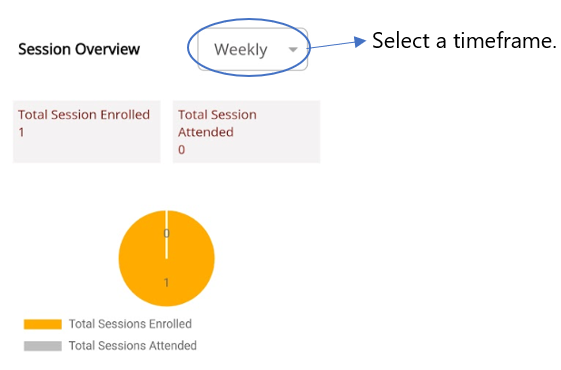 Session Overview
Weekly
Select a timeframe.
Total Session Enrolled
1
Total Session
Attended
0
0
1
Total Sessions Enrolled
Total Sessions Attended